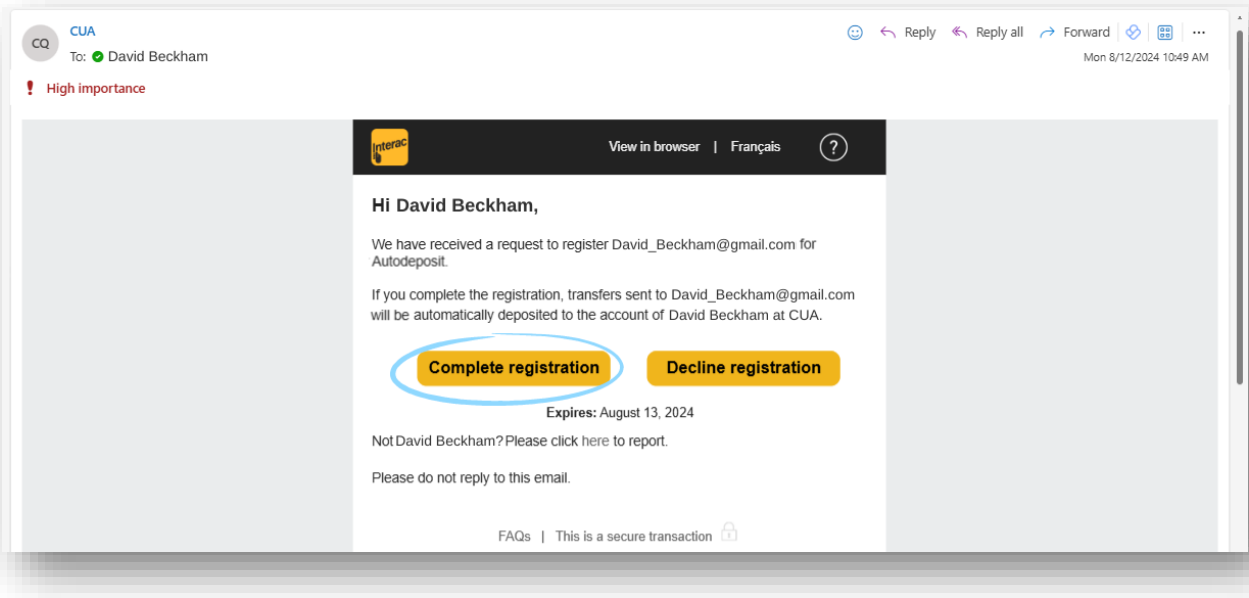 CQ
CUA
To: David Beckham
Reply
Reply all
Forward
Mon 8/12/2024 10:49 AM
! High importance
Interac
View in browser | Français
?
Hi David Beckham,
We have received a request to register David_Beckham@gmail.com for
Autodeposit.
If you complete the registration, transfers sent to David_Beckham@gmail.com
will be automatically deposited to the account of David Beckham at CUA.
Complete registration
Decline registration
Expires: August 13, 2024
Not David Beckham? Please click here to report.
Please do not reply to this email.
FAQs | This is a secure transaction